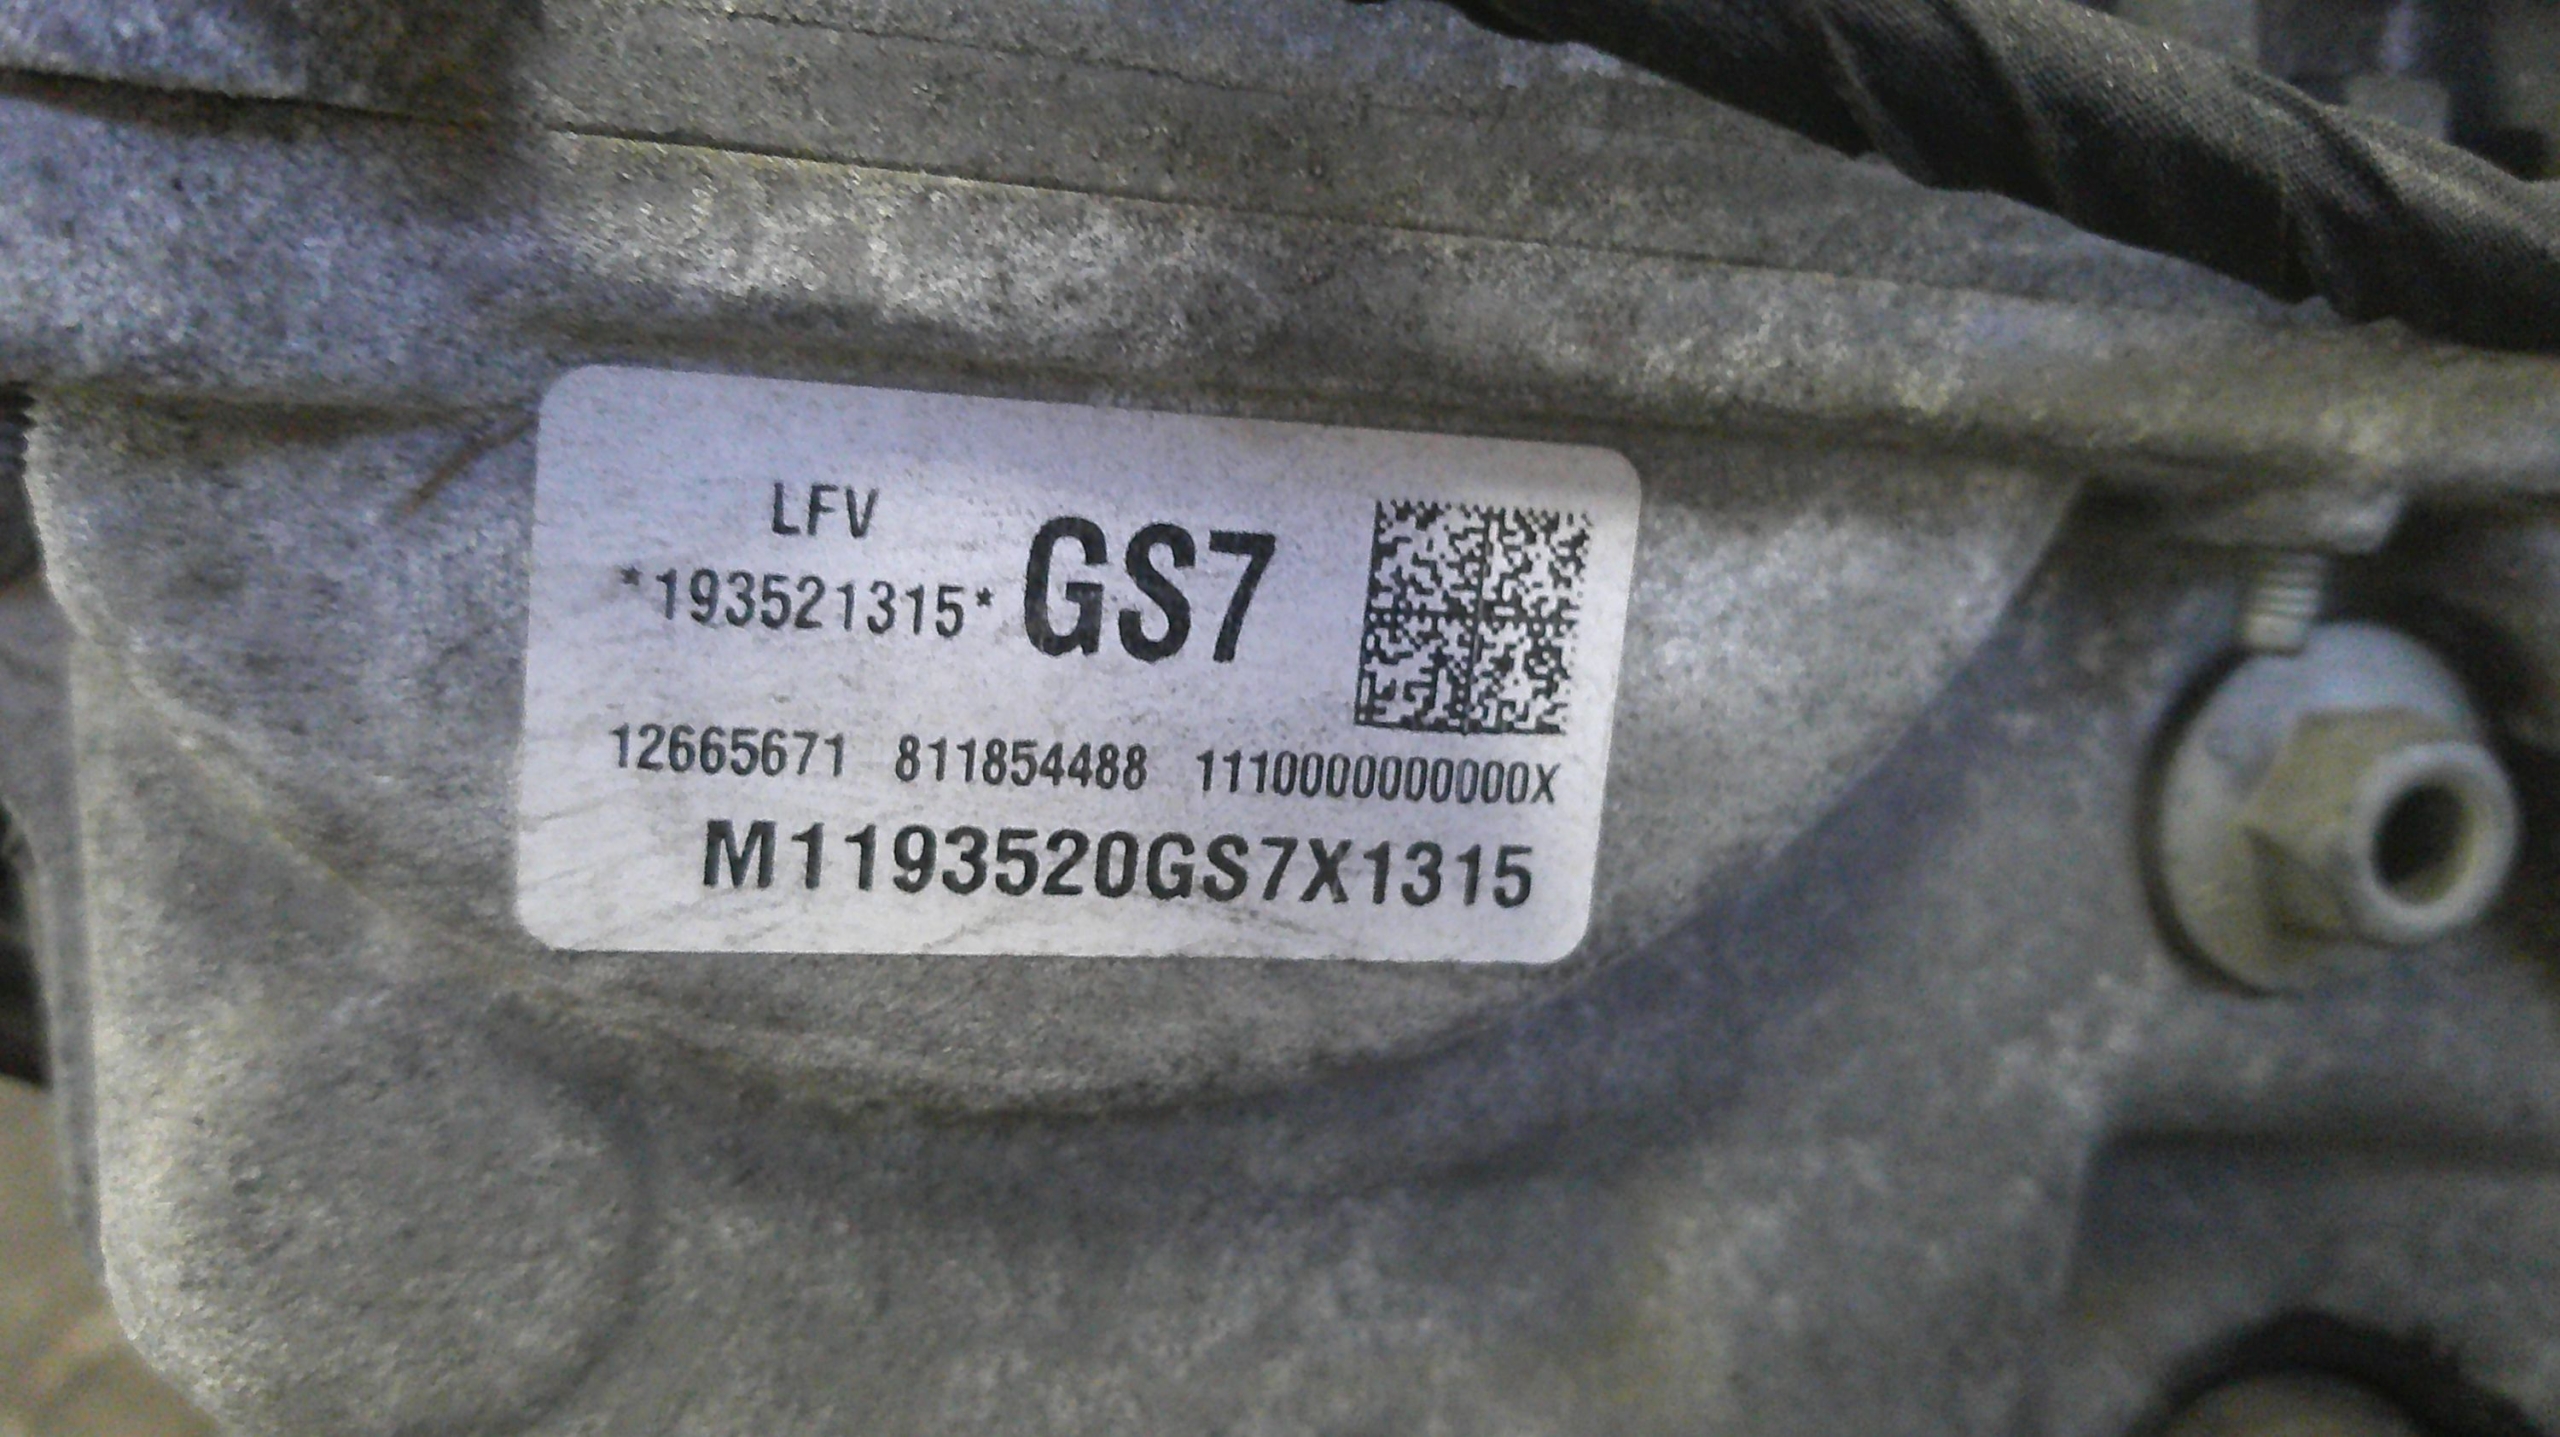 LFV
*193521315* GS7
12665671 811854488 1110000000000X
M1193520GS7X1315